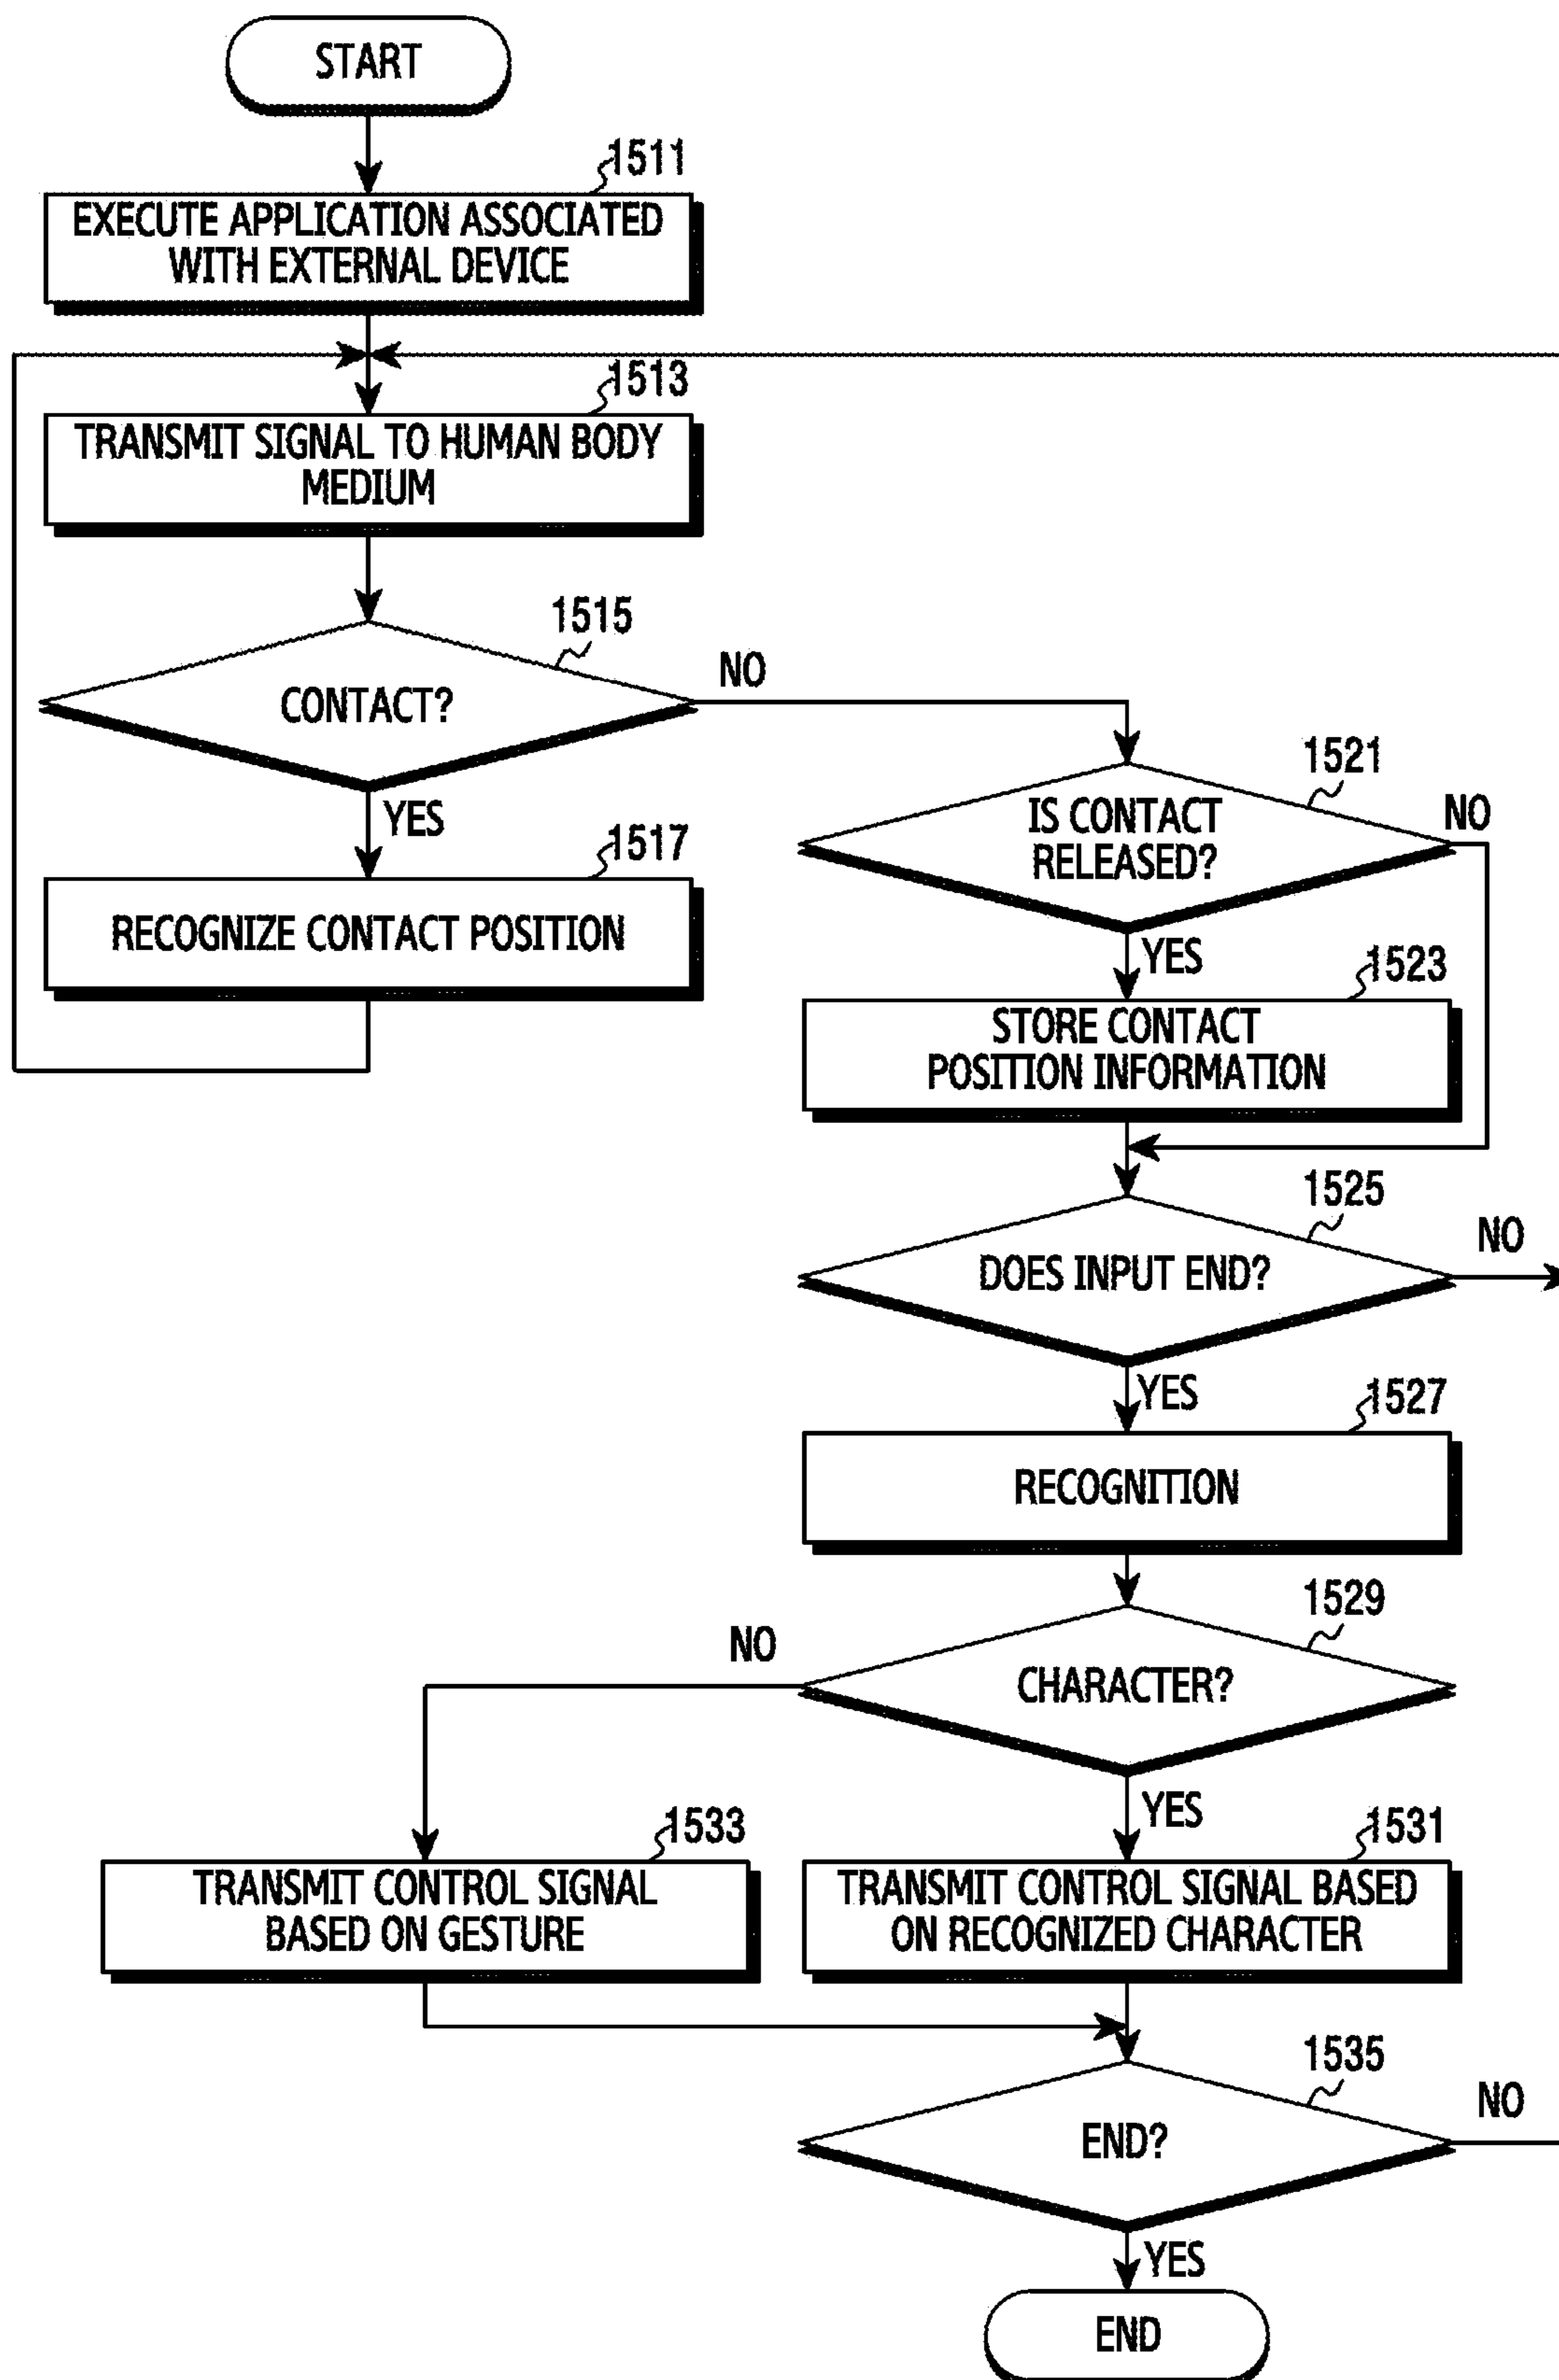 START
1511
EXECUTE APPLICATION ASSOCIATED
WITH EXTERNAL DEVICE
1513
TRANSMIT SIGNAL TO HUMAN BODY
MEDIUM
1515
CONTACT?
NO
YES
1517
RECOGNIZE CONTACT POSITION
1521
IS CONTACT
RELEASED?
NO
YES
1523
STORE CONTACT
POSITION INFORMATION
1525
DOES INPUT END?
NO
YES
1527
RECOGNITION
1529
CHARACTER?
NO
YES
1533
TRANSMIT CONTROL SIGNAL
BASED ON GESTURE
1531
TRANSMIT CONTROL SIGNAL BASED
ON RECOGNIZED CHARACTER
1535
END?
NO
YES
END